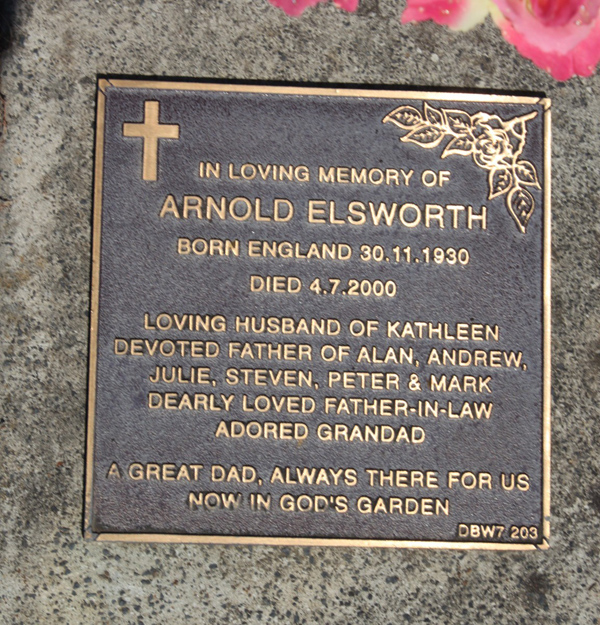 IN LOVING MEMORY OF
ARNOLD ELSWORTH
BORN ENGLAND 30.11.1930
DIED 4.7.2000
LOVING HUSBAND OF KATHLEEN
DEVOTED FATHER OF ALAN, ANDREW,
JULIE, STEVEN, PETER & MARK
DEARLY LOVED FATHER-IN-LAW
ADORED GRANDAD
A GREAT DAD, ALWAYS THERE FOR US
NOW IN GOD'S GARDEN
DBW7 203